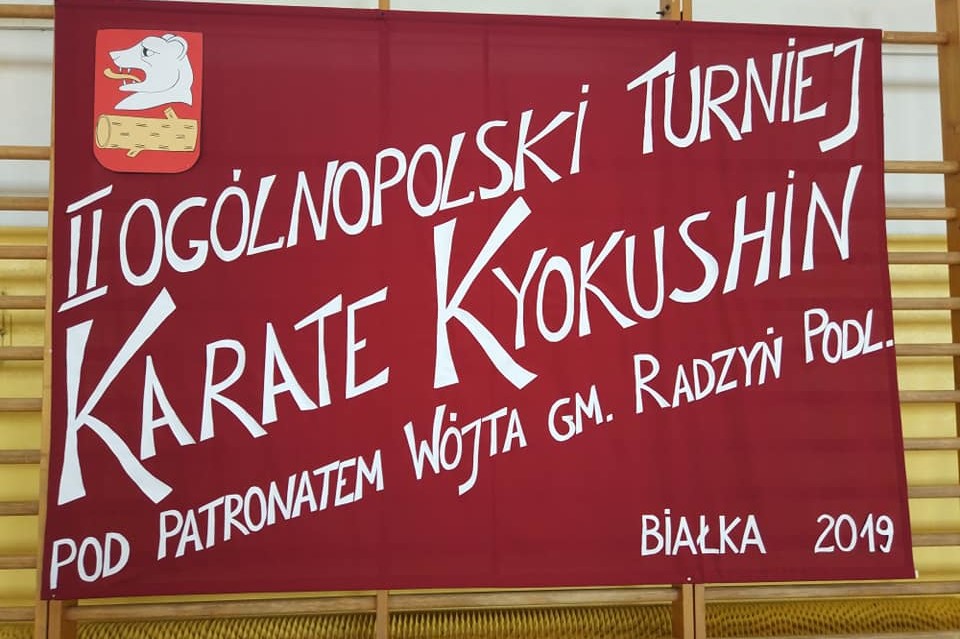 II OGÓLNOPOLSKI TURNIEJ
KARATE KYOKUSHIN
POD PATRONATEM WÓJTA GM. RADZYŃ PODL.
BIAŁKA 2019